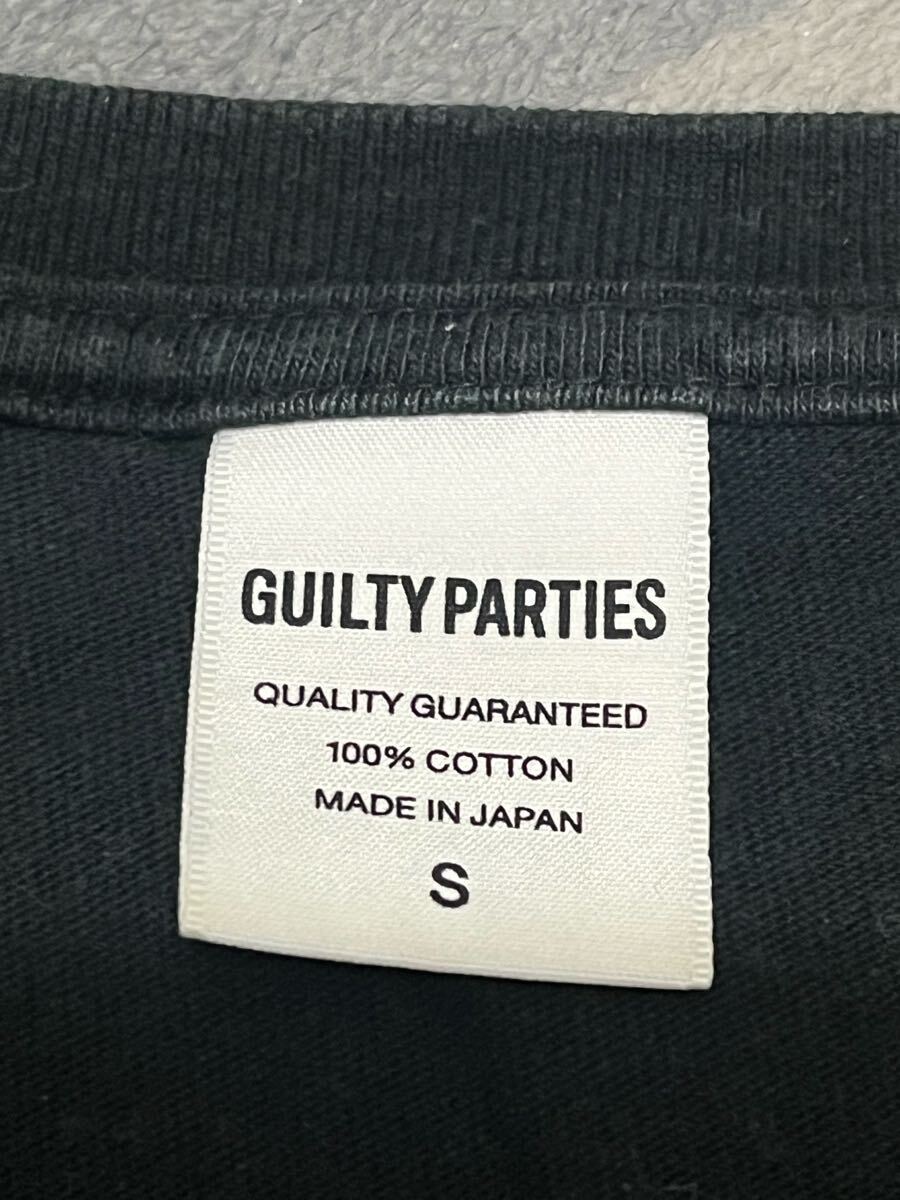 GUILTY PARTIES
QUALITY GUARANTEED
100% COTTON
MADE IN JAPAN
S